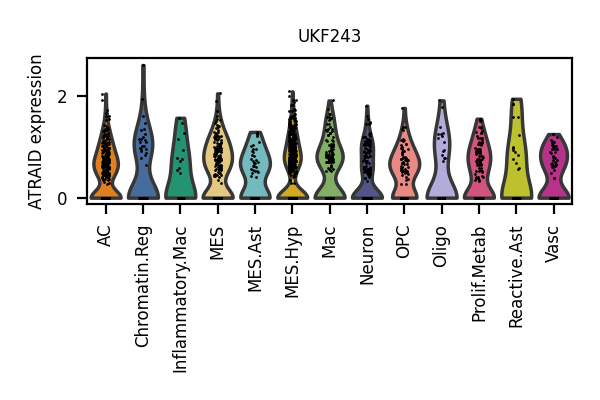 UKF243
ATRAID expression
2
0
AC
Chromatin.Reg
Inflammatory.Mac
MES
MES.Ast
MES.Hyp
Mac
Neuron
OPC
Oligo
Prolif.Metab
Reactive.Ast
Vasc